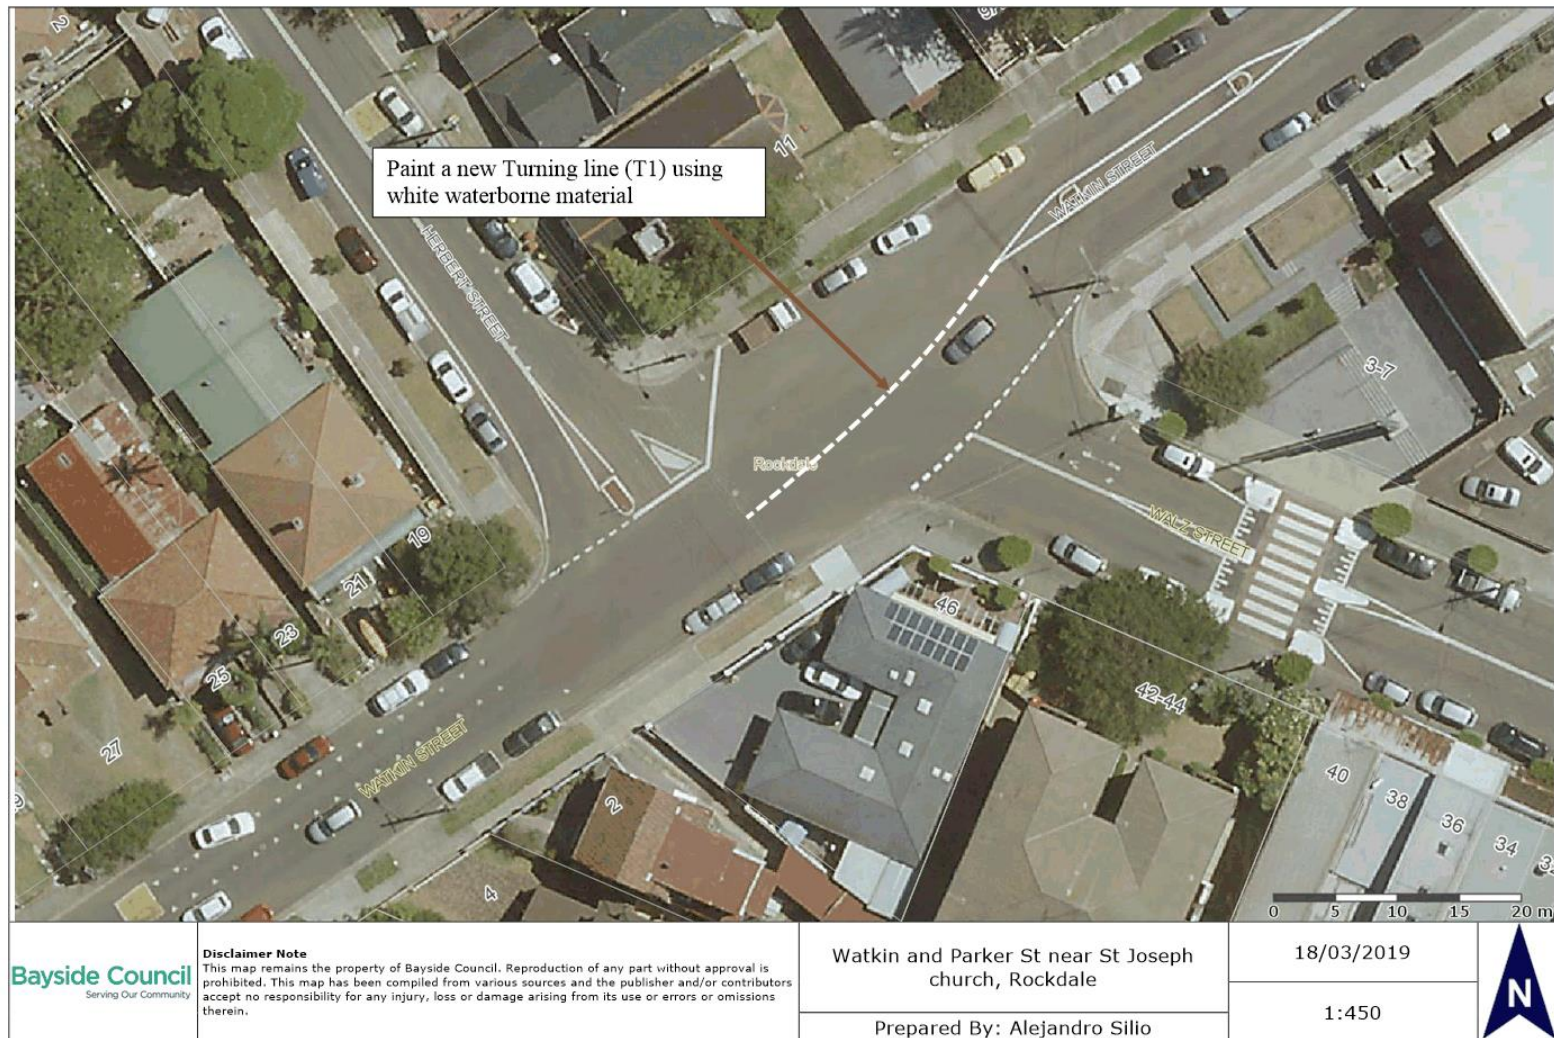 2
97
11
Paint a new Turning line (T1) using
white waterborne material
HERBERT STREET
WATKIN STREET
3-7
Rockdale
WALZ STREET
19
21
23
25
27
46
42-44
WATKIN STREET
2
4
40
38
36
34
32
0 5 10 15 20 m
Bayside Council
Serving Our Community
Disclaimer Note
This map remains the property of Bayside Council. Reproduction of any part without approval is
prohibited. This map has been compiled from various sources and the publisher and/or contributors
accept no responsibility for any injury, loss or damage arising from its use or errors or omissions
therein.
Watkin and Parker St near St Joseph
church, Rockdale
Prepared By: Alejandro Silio
18/03/2019
1:450
N